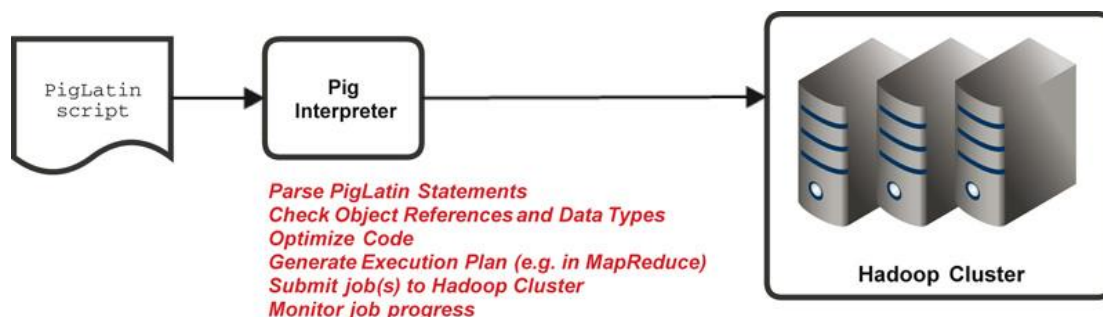 PigLatin
script
Pig
Interpreter
Parse PigLatin Statements
Check Object References and Data Types
Optimize Code
Generate Execution Plan (e.g. in MapReduce)
Submit job(s) to Hadoop Cluster
Monitor job progress
Hadoop Cluster